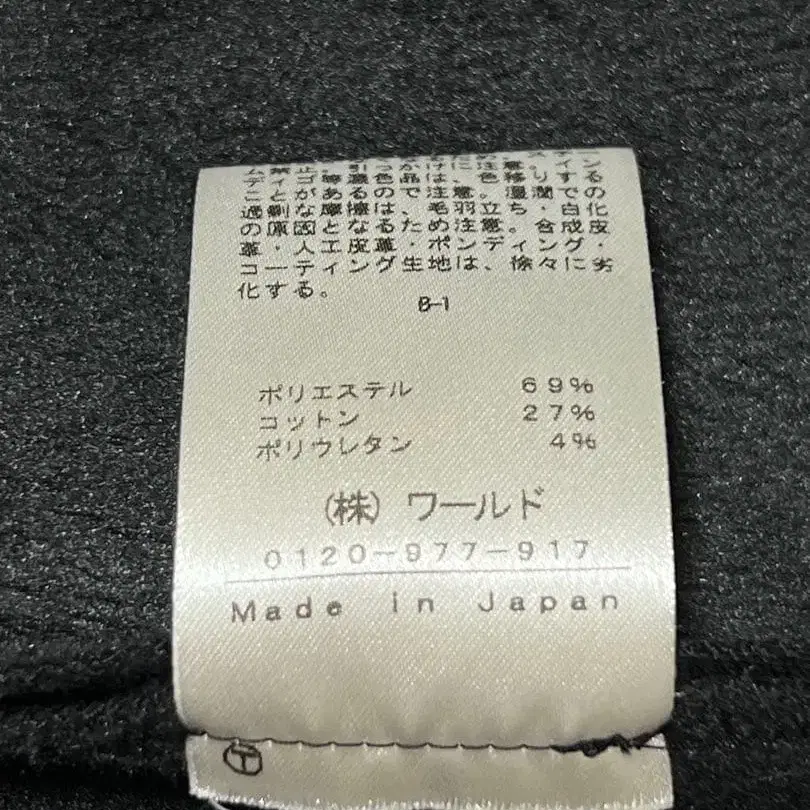 ディとがあるので注意。湿潤での
過剰な摩擦は、毛羽立ち・白化
の原因となるため注意。合成皮
革・人工皮革・ボンディング・
コーティング生地は、徐々に劣
化する。
B-1
ポリエステル 69%
コットン 27%
ポリウレタン 4%
(株) ワールド
0120-977-917
Made in Japan
T